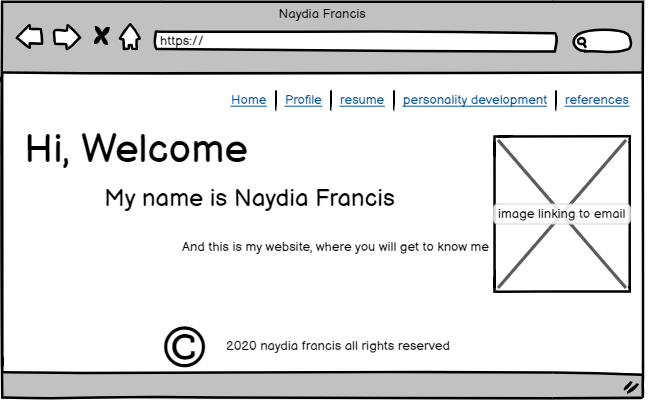 Naydia Francis
https://
Home | Profile | resume | personality development | references
Hi, Welcome
My name is Naydia Francis
image linking to email
And this is my website, where you will get to know me
© 2020 naydia francis all rights reserved